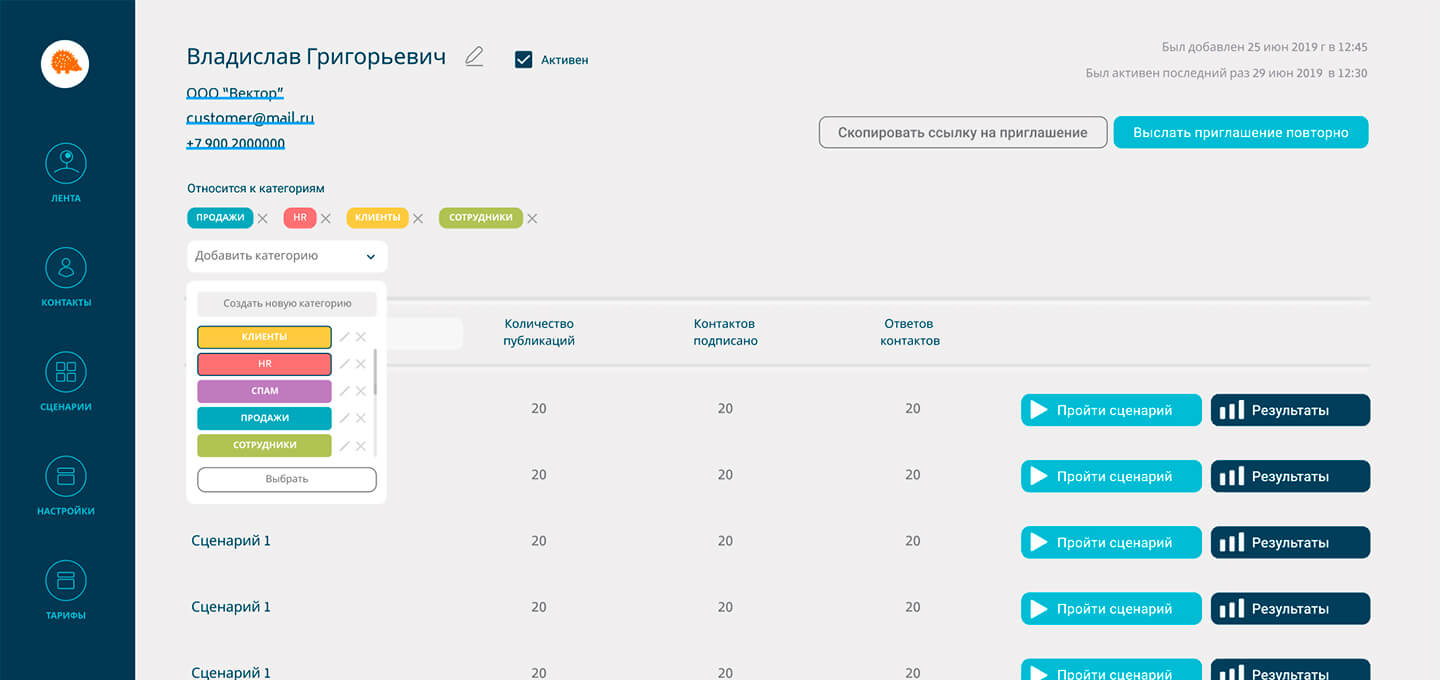 Владислав Григорьевич
Активен
Был добавлен 25 июн 2019 г в 12:45
Был активен последний раз 29 июн 2019 в 12:30
ООО "Вектор"
customer@mail.ru
+7 900 2000000
Скопировать ссылку на приглашение
Выслать приглашение повторно
Относится к категориям
ПРОДАЖИ
HR
КЛИЕНТЫ
СОТРУДНИКИ
Добавить категорию
Создать новую категорию
КЛИЕНТЫ
HR
СПАМ
ПРОДАЖИ
СОТРУДНИКИ
Выбрать
ЛЕНТА
КОНТАКТЫ
СЦЕНАРИИ
НАСТРОЙКИ
ТАРИФЫ
Количество
публикаций
Контактов
подписано
Ответов
контактов
20 20 20 Пройти сценарий Результаты
20 20 20 Пройти сценарий Результаты
Сценарий 1 20 20 20 Пройти сценарий Результаты
Сценарий 1 20 20 20 Пройти сценарий Результаты
Сценарий 1 20 20 20 Пройти сценарий Результаты